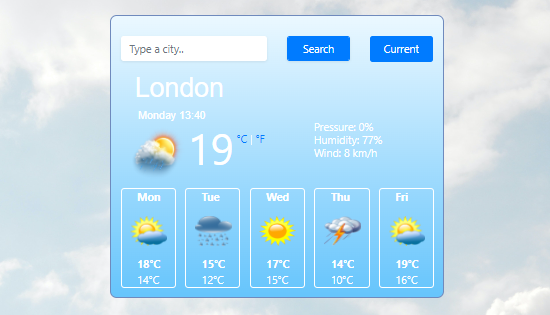 Type a city..
Search
Current
London
Monday 13:40
19 °C | °F
Pressure: 0%
Humidity: 77%
Wind: 8 km/h
Mon Tue Wed Thu Fri
18°C 15°C 17°C 14°C 19°C
14°C 12°C 15°C 10°C 16°C